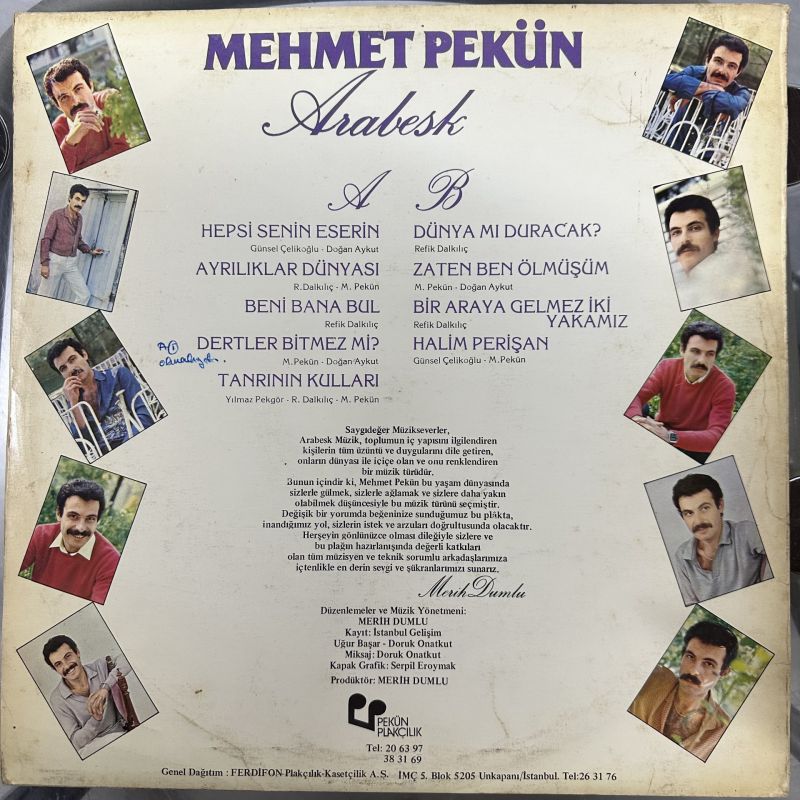 MEHMET PEKÜN
Arabesk
A
HEPSİ SENİN ESERİN
Günsel Çelikoğlu - Doğan Aykut
AYRILIKLAR DÜNYASI
R.Dalkılıç - M. Pekün
BENİ BANA BUL
Refik Dalkılıç
DERTLER BİTMEZ Mİ?
M.Pekün - Doğan Aykut
TANRININ KULLARI
Yılmaz Pekgör - R. Dalkılıç - M. Pekün
B
DÜNYA MI DURACAK?
Refik Dalkılıç
ZATEN BEN ÖLMÜŞÜM
M. Pekün - Doğan Aykut
BİR ARAYA GELMEZ İKİ
YAKAMIZ
Refik Dalkılıç
HALİM PERİŞAN
Günsel Çelikoğlu - M.Pekün
A 1
Saygıdeğer Müzikseverler,
Arabesk Müzik, toplumun iç yapısını ilgilendiren
kişilerin tüm üzüntü ve duygularını dile getiren,
onların dünyası ile içiçe olan ve onu renklendiren
bir müzik türüdür.
Bunun içindir ki, Mehmet Pekün bu yaşam dünyasında
sizlerle gülmek, sizlerle ağlamak ve sizlere daha yakın
olabilmek düşüncesiyle bu müzik türünü seçmiştir.
Değişik bir yorumda beğeninize sunduğumuz bu plâkta,
inandığımız yol, sizlerin istek ve arzuları doğrultusunda olacaktır.
Herşeyin gönlünüzce olması dileğiyle sizlere ve
bu plağın hazırlanışında değerli katkıları
olan tüm müzisyen ve teknik sorumlu arkadaşlarımıza
içtenlikle en derin sevgi ve şükranlarımızı sunarız.
Merih Dumlu
Düzenlemeler ve Müzik Yönetmeni:
MERİH DUMLU
Kayıt: İstanbul Gelişim
Uğur Başar - Doruk Onatkut
Miksaj: Doruk Onatkut
Kapak Grafik: Serpil Eroymak
Prodüktör: MERİH DUMLU
PEKÜN
PLAKÇILIK
Tel: 20 63 97
38 31 69
Genel Dağıtım : FERDİFON Plakçılık-Kasetçilik A.Ş. İMÇ 5. Blok 5205 Unkapanı/İstanbul. Tel:26 31 76